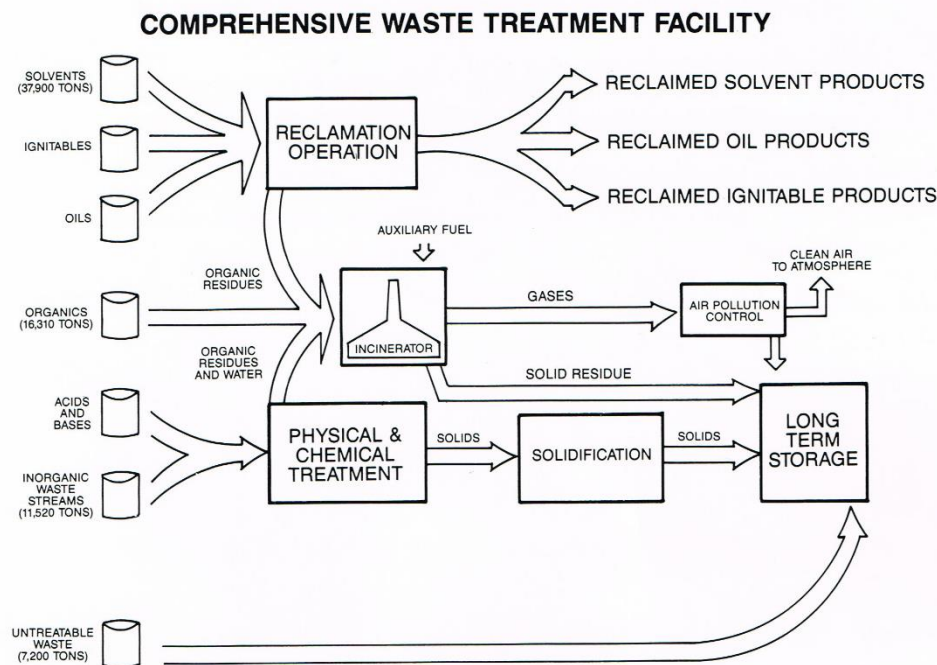 COMPREHENSIVE WASTE TREATMENT FACILITY
SOLVENTS
(37,900 TONS)
IGNITABLES
OILS
RECLAMATION
OPERATION
RECLAIMED SOLVENT PRODUCTS
RECLAIMED OIL PRODUCTS
RECLAIMED IGNITABLE PRODUCTS
AUXILIARY FUEL
ORGANIC
RESIDUES
ORGANICS
(16,310 TONS)
INCINERATOR
GASES
AIR POLLUTION
CONTROL
CLEAN AIR
TO ATMOSPHERE
ORGANIC
RESIDUES
AND WATER
SOLID RESIDUE
ACIDS
AND
BASES
INORGANIC
WASTE
STREAMS
(11,520 TONS)
PHYSICAL &
CHEMICAL
TREATMENT
SOLIDS
SOLIDIFICATION
SOLIDS
LONG
TERM
STORAGE
UNTREATABLE
WASTE
(7,200 TONS)